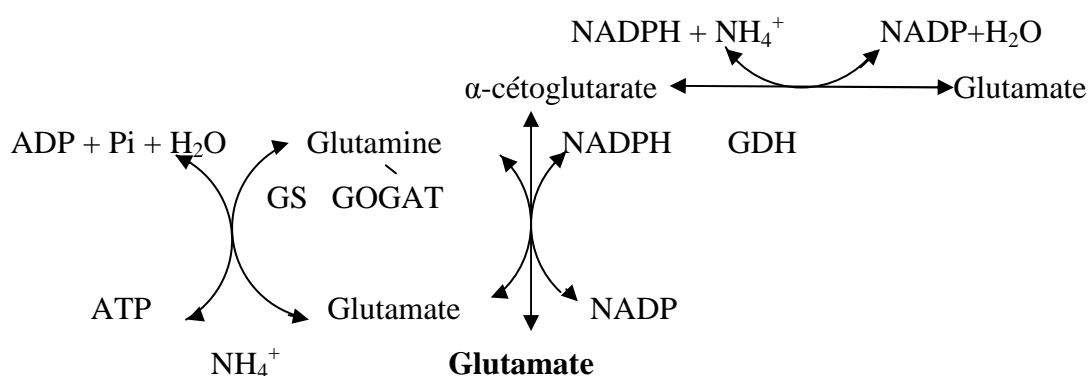 NADPH + NH₄⁺ NADP+H₂O
α-cétoglutarate Glutamate
ADP + Pi + H₂O Glutamine NADPH GDH
GS GOGAT
ATP Glutamate NADP
NH₄⁺ Glutamate